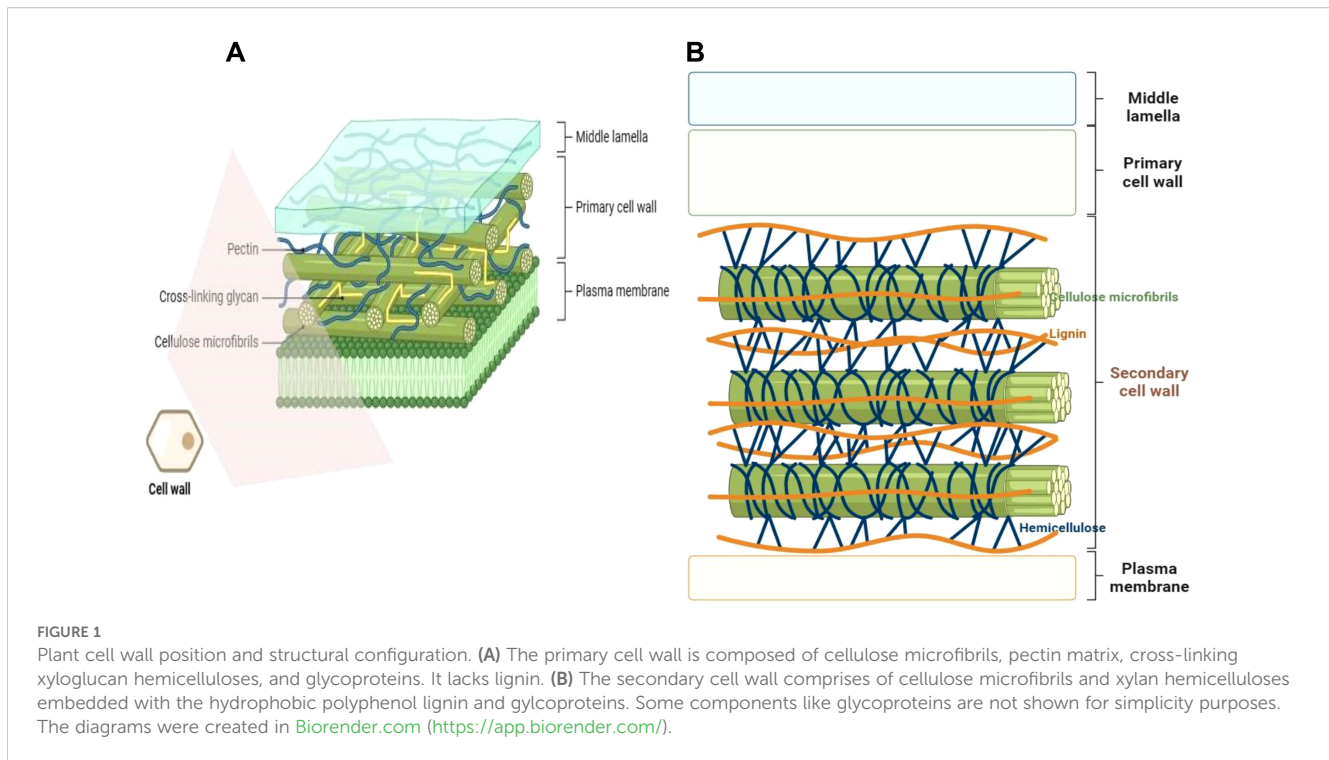 A
B
Middle lamella
Primary cell wall
Pectin
Cross-linking glycan
Plasma membrane
Cellulose microfibrils
Cell wall
Middle
lamella
Primary
cell wall
Cellulose microfibrils
Lignin
Secondary
cell wall
Hemicellulose
Plasma
membrane
FIGURE 1
Plant cell wall position and structural configuration. (A) The primary cell wall is composed of cellulose microfibrils, pectin matrix, cross-linking
xyloglucan hemicelluloses, and glycoproteins. It lacks lignin. (B) The secondary cell wall comprises of cellulose microfibrils and xylan hemicelluloses
embedded with the hydrophobic polyphenol lignin and gylcoproteins. Some components like glycoproteins are not shown for simplicity purposes.
The diagrams were created in Biorender.com (https://app.biorender.com/).